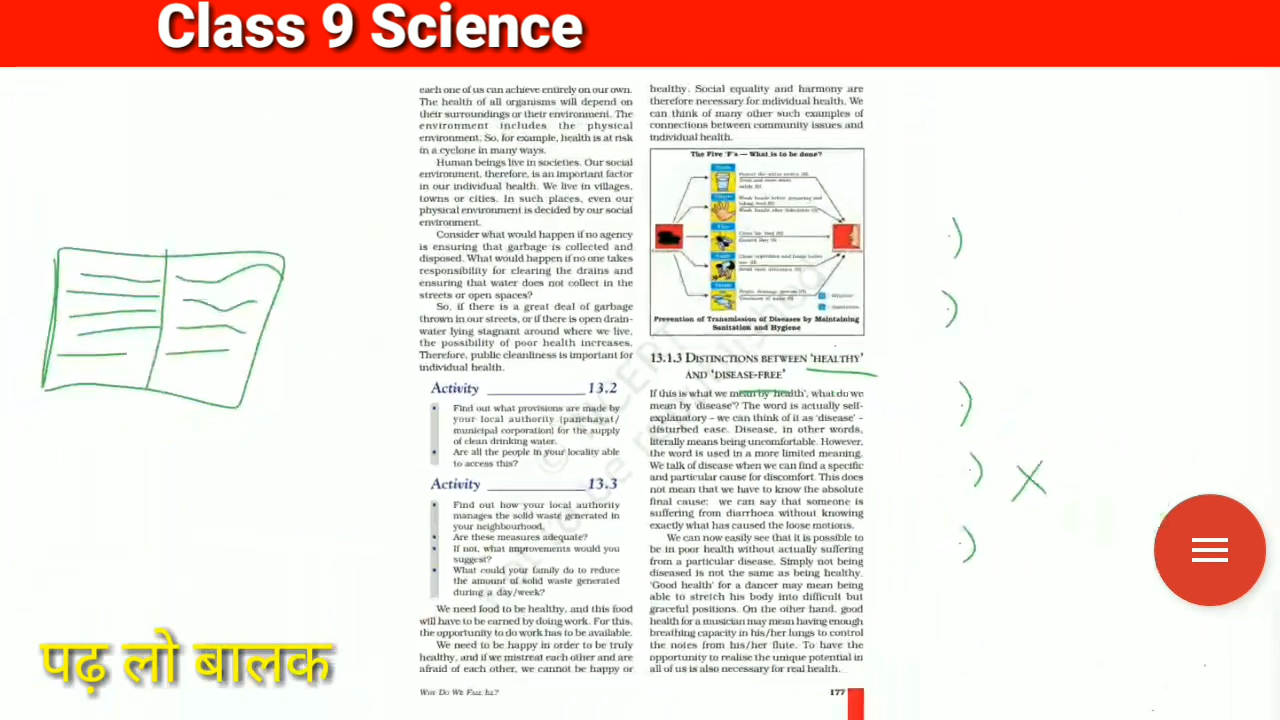 Class 9 Science
each one of us can achieve entirely on our own.
The health of all organisms will depend on
their surroundings or their environment. The
environment includes the physical
environment. So, for example, health is at risk
in a cyclone in many ways.
Human beings live in societies. Our social
environment, therefore, is an important factor
in our individual health. We live in villages,
towns or cities. In such places, even our
physical environment is decided by our social
environment.
Consider what would happen if no agency
is ensuring that garbage is collected and
disposed. What would happen if no one takes
responsibility for clearing the drains and
ensuring that water does not collect in the
streets or open spaces?
So, if there is a great deal of garbage
thrown in our streets, or if there is open drain-
water lying stagnant around where we live,
the possibility of poor health increases.
Therefore, public cleanliness is important for
individual health.
Activity 13.2
• Find out what provisions are made by
your local authority (panchayat/
municipal corporation) for the supply
of clean drinking water.
• Are all the people in your locality able
to access this?
Activity 13.3
• Find out how your local authority
manages the solid waste generated in
your neighbourhood.
• Are these measures adequate?
• If not, what improvements would you
suggest?
• What could your family do to reduce
the amount of solid waste generated
during a day/week?
We need food to be healthy, and this food
will have to be earned by doing work. For this,
the opportunity to do work has to be available.
We need to be happy in order to be truly
healthy, and if we mistreat each other and are
afraid of each other, we cannot be happy or
healthy. Social equality and harmony are
therefore necessary for individual health. We
can think of many other such examples of
connections between community issues and
individual health.
The Five 'F's — What is to be done?
Prevention of Transmission of Diseases by Maintaining
Sanitation and Hygiene
13.1.3 DISTINCTIONS BETWEEN 'HEALTHY'
AND 'DISEASE-FREE'
If this is what we mean by 'health', what do we
mean by 'disease'? The word is actually self-
explanatory – we can think of it as 'disease' –
disturbed ease. Disease, in other words,
literally means being uncomfortable. However,
the word is used in a more limited meaning.
We talk of disease when we can find a specific
and particular cause for discomfort. This does
not mean that we have to know the absolute
final cause; we can say that someone is
suffering from diarrhoea without knowing
exactly what has caused the loose motions.
We can now easily see that it is possible to
be in poor health without actually suffering
from a particular disease. Simply not being
diseased is not the same as being healthy.
'Good health' for a dancer may mean being
able to stretch his body into difficult but
graceful positions. On the other hand, good
health for a musician may mean having enough
breathing capacity in his/her lungs to control
the notes from his/her flute. To have the
opportunity to realise the unique potential in
all of us is also necessary for real health.
WHY DO WE FALL ILL? 177
पढ़ लो बालक